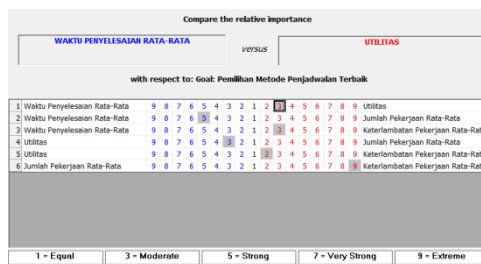 Compare the relative importance
WAKTU PENYELESAIAN RATA-RATA versus UTILITAS
with respect to: Goal: Pemilihan Metode Penjadwalan Terbaik
1 Waktu Penyelesaian Rata-Rata 9 8 7 6 5 4 3 2 1 2 3 4 5 6 7 8 9 Utilitas
2 Waktu Penyelesaian Rata-Rata 9 8 7 6 5 4 3 2 1 2 3 4 5 6 7 8 9 Jumlah Pekerjaan Rata-Rata
3 Waktu Penyelesaian Rata-Rata 9 8 7 6 5 4 3 2 1 2 3 4 5 6 7 8 9 Keterlambatan Pekerjaan Rata-Rat
4 Utilitas 9 8 7 6 5 4 3 2 1 2 3 4 5 6 7 8 9 Jumlah Pekerjaan Rata-Rata
5 Utilitas 9 8 7 6 5 4 3 2 1 2 3 4 5 6 7 8 9 Keterlambatan Pekerjaan Rata-Rat
6 Jumlah Pekerjaan Rata-Rata 9 8 7 6 5 4 3 2 1 2 3 4 5 6 7 8 9 Keterlambatan Pekerjaan Rata-Rat
1 = Equal 3 = Moderate 5 = Strong 7 = Very Strong 9 = Extreme